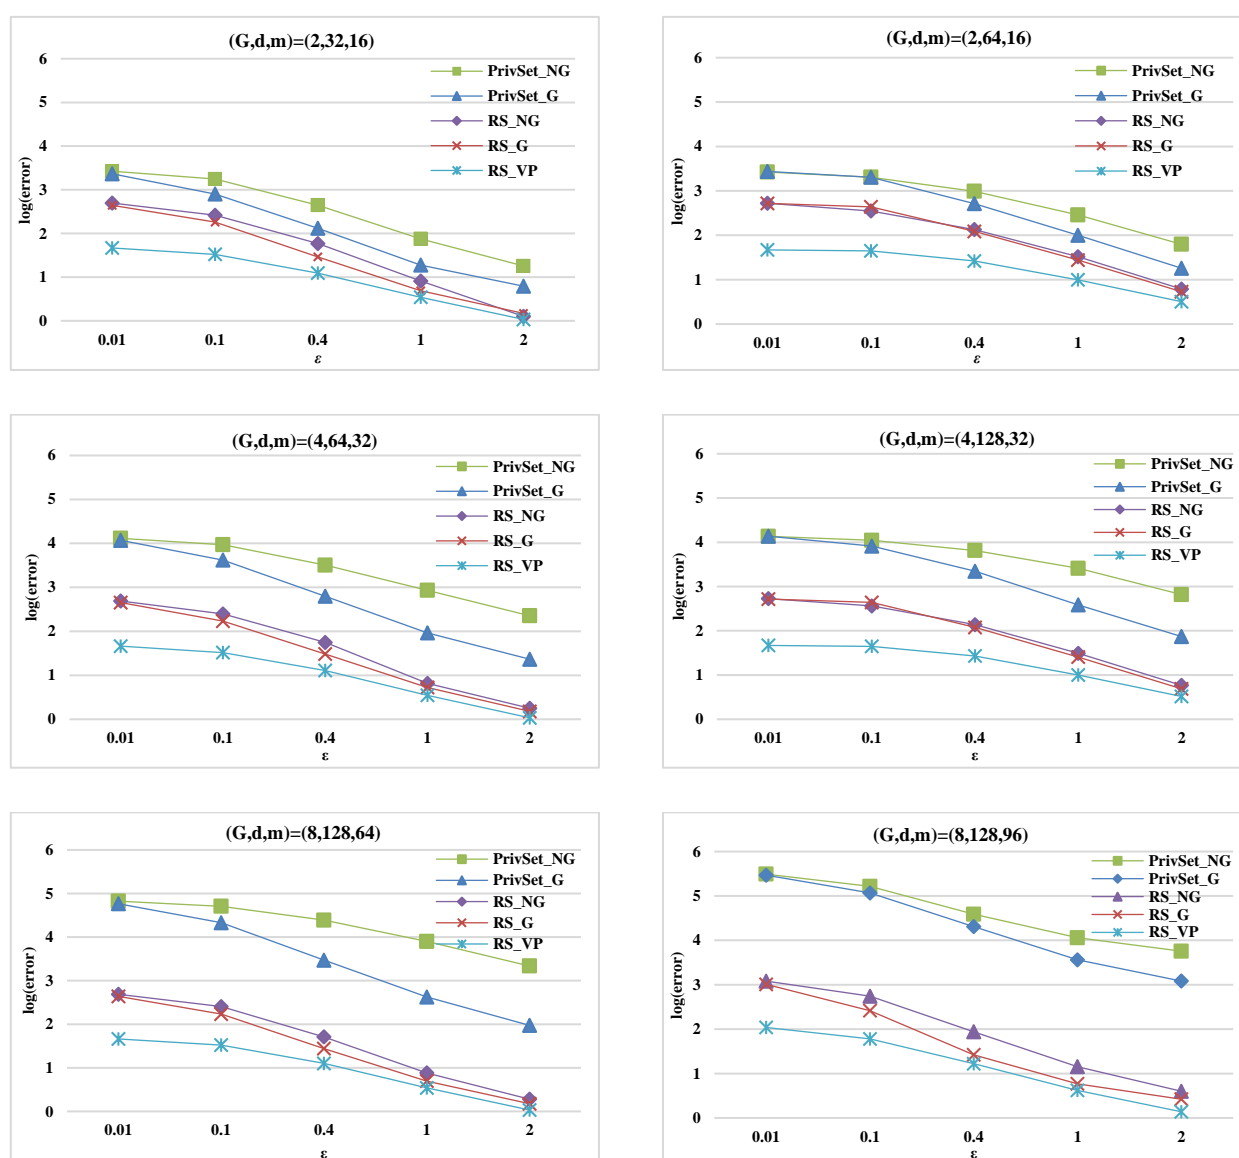 (G,d,m)=(2,32,16)
6
5
4
3
2
1
0
log(error)
PrivSet_NG
PrivSet_G
RS_NG
RS_G
RS_VP
0.01 0.1 0.4 1 2
ε
(G,d,m)=(2,64,16)
6
5
4
3
2
1
0
log(error)
PrivSet_NG
PrivSet_G
RS_NG
RS_G
RS_VP
0.01 0.1 0.4 1 2
ε
(G,d,m)=(4,64,32)
6
5
4
3
2
1
0
log(error)
PrivSet_NG
PrivSet_G
RS_NG
RS_G
RS_VP
0.01 0.1 0.4 1 2
ε
(G,d,m)=(4,128,32)
6
5
4
3
2
1
0
log(error)
PrivSet_NG
PrivSet_G
RS_NG
RS_G
RS_VP
0.01 0.1 0.4 1 2
ε
(G,d,m)=(8,128,64)
6
5
4
3
2
1
0
log(error)
PrivSet_NG
PrivSet_G
RS_NG
RS_G
RS_VP
0.01 0.1 0.4 1 2
ε
(G,d,m)=(8,128,96)
6
5
4
3
2
1
0
log(error)
PrivSet_NG
PrivSet_G
RS_NG
RS_G
RS_VP
0.01 0.1 0.4 1 2
ε